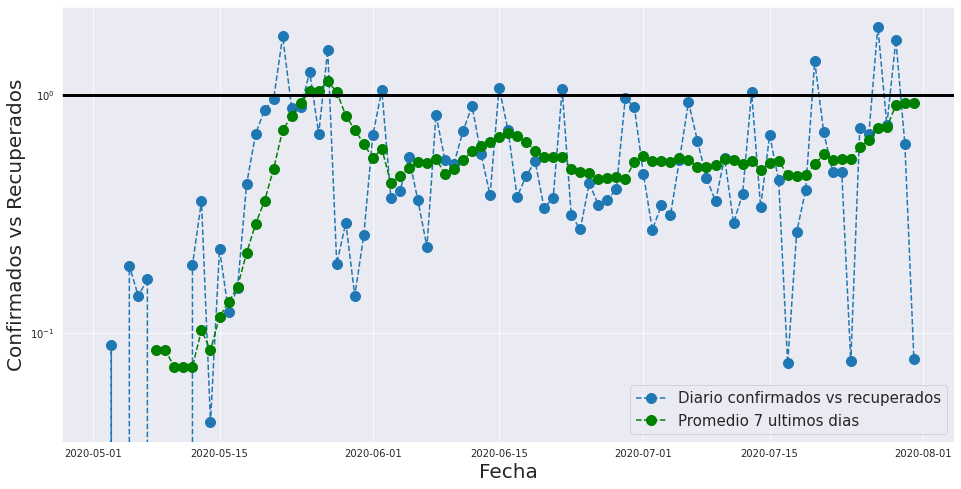 Confirmados vs Recuperados
10⁰
10⁻¹
Diario confirmados vs recuperados
Promedio 7 ultimos dias
2020-05-01 2020-05-15 2020-06-01 2020-06-15 2020-07-01 2020-07-15 2020-08-01
Fecha